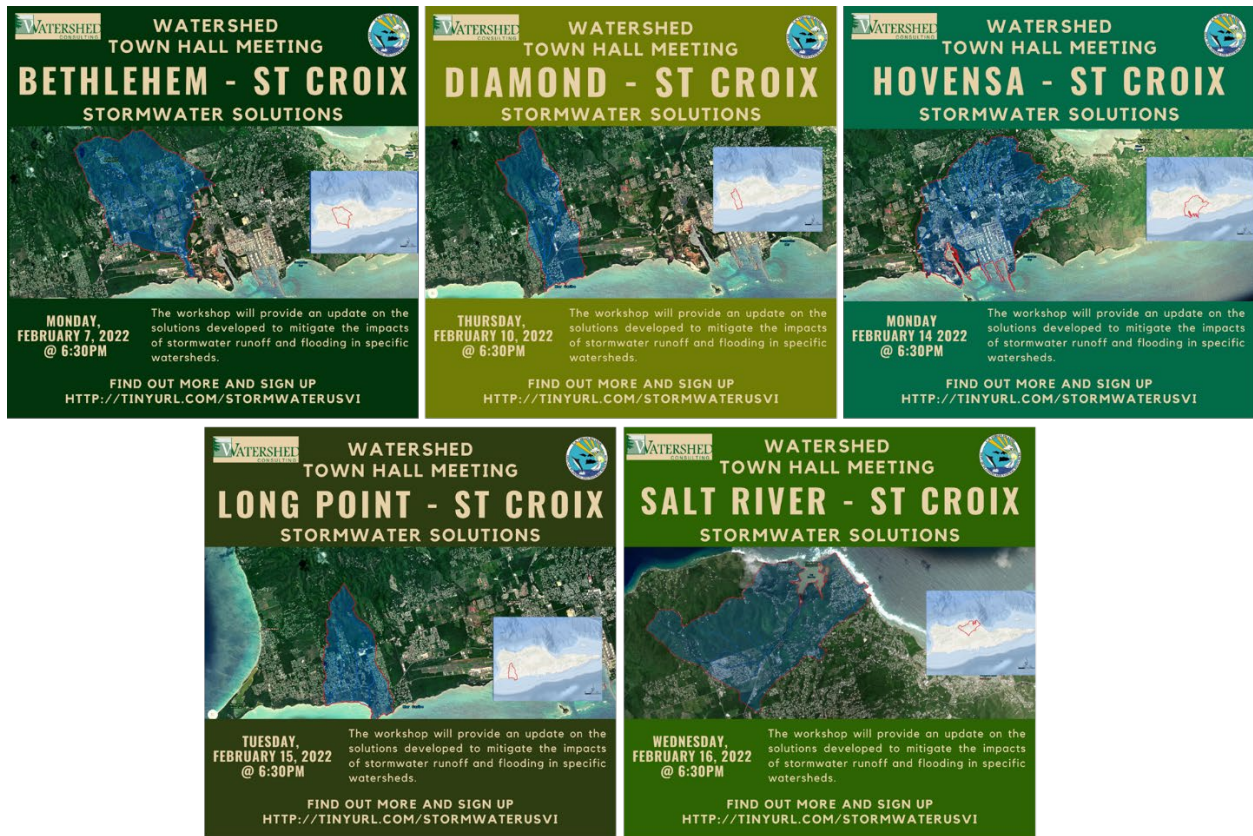 WATERSHED
CONSULTING
WATERSHED
TOWN HALL MEETING
BETHLEHEM - ST CROIX
STORMWATER SOLUTIONS
MONDAY,
FEBRUARY 7, 2022
@ 6:30PM
The workshop will provide an update on the
solutions developed to mitigate the impacts
of stormwater runoff and flooding in specific
watersheds.
FIND OUT MORE AND SIGN UP
HTTP://TINYURL.COM/STORMWATERUSVI
WATERSHED
CONSULTING
WATERSHED
TOWN HALL MEETING
DIAMOND - ST CROIX
STORMWATER SOLUTIONS
THURSDAY,
FEBRUARY 10, 2022
@ 6:30PM
The workshop will provide an update on the
solutions developed to mitigate the impacts
of stormwater runoff and flooding in specific
watersheds.
FIND OUT MORE AND SIGN UP
HTTP://TINYURL.COM/STORMWATERUSVI
WATERSHED
CONSULTING
WATERSHED
TOWN HALL MEETING
HOVENSA - ST CROIX
STORMWATER SOLUTIONS
MONDAY
FEBRUARY 14 2022
@ 6:30PM
The workshop will provide an update on the
solutions developed to mitigate the impacts
of stormwater runoff and flooding in specific
watersheds.
FIND OUT MORE AND SIGN UP
HTTP://TINYURL.COM/STORMWATERUSVI
WATERSHED
CONSULTING
WATERSHED
TOWN HALL MEETING
LONG POINT - ST CROIX
STORMWATER SOLUTIONS
TUESDAY,
FEBRUARY 15, 2022
@ 6:30PM
The workshop will provide an update on the
solutions developed to mitigate the impacts
of stormwater runoff and flooding in specific
watersheds.
FIND OUT MORE AND SIGN UP
HTTP://TINYURL.COM/STORMWATERUSVI
WATERSHED
CONSULTING
WATERSHED
TOWN HALL MEETING
SALT RIVER - ST CROIX
STORMWATER SOLUTIONS
WEDNESDAY,
FEBRUARY 16, 2022
@ 6:30PM
The workshop will provide an update on the
solutions developed to mitigate the impacts
of stormwater runoff and flooding in specific
watersheds.
FIND OUT MORE AND SIGN UP
HTTP://TINYURL.COM/STORMWATERUSVI